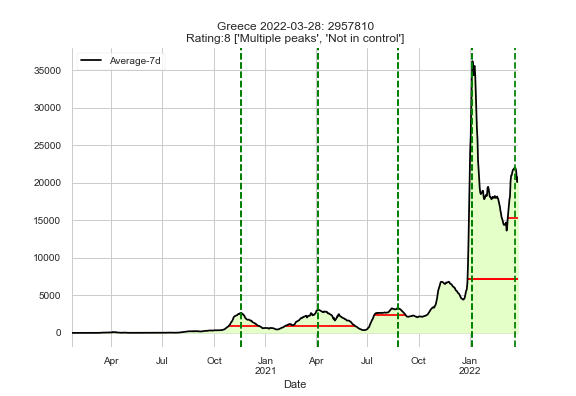 Greece 2022-03-28: 2957810
Rating:8 ['Multiple peaks', 'Not in control']
Average-7d
35000
30000
25000
20000
15000
10000
5000
0
Apr
Jul
Oct
Jan
2021
Apr
Jul
Oct
Jan
2022
Date